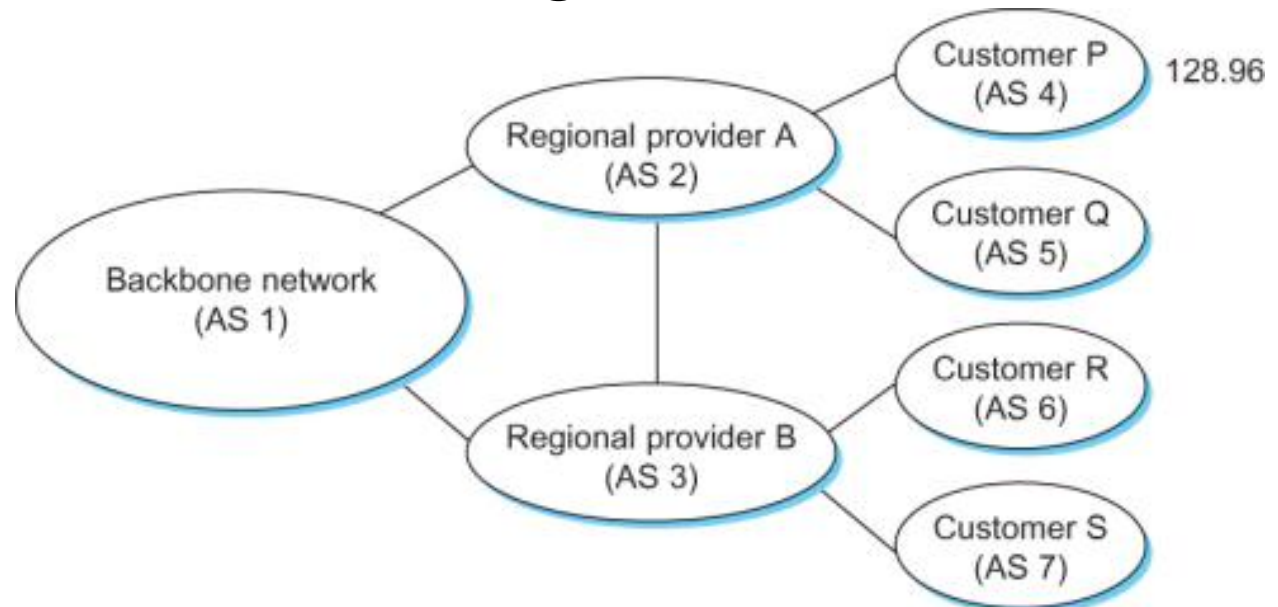 Customer P
(AS 4)
128.96
Regional provider A
(AS 2)
Customer Q
(AS 5)
Backbone network
(AS 1)
Customer R
(AS 6)
Regional provider B
(AS 3)
Customer S
(AS 7)